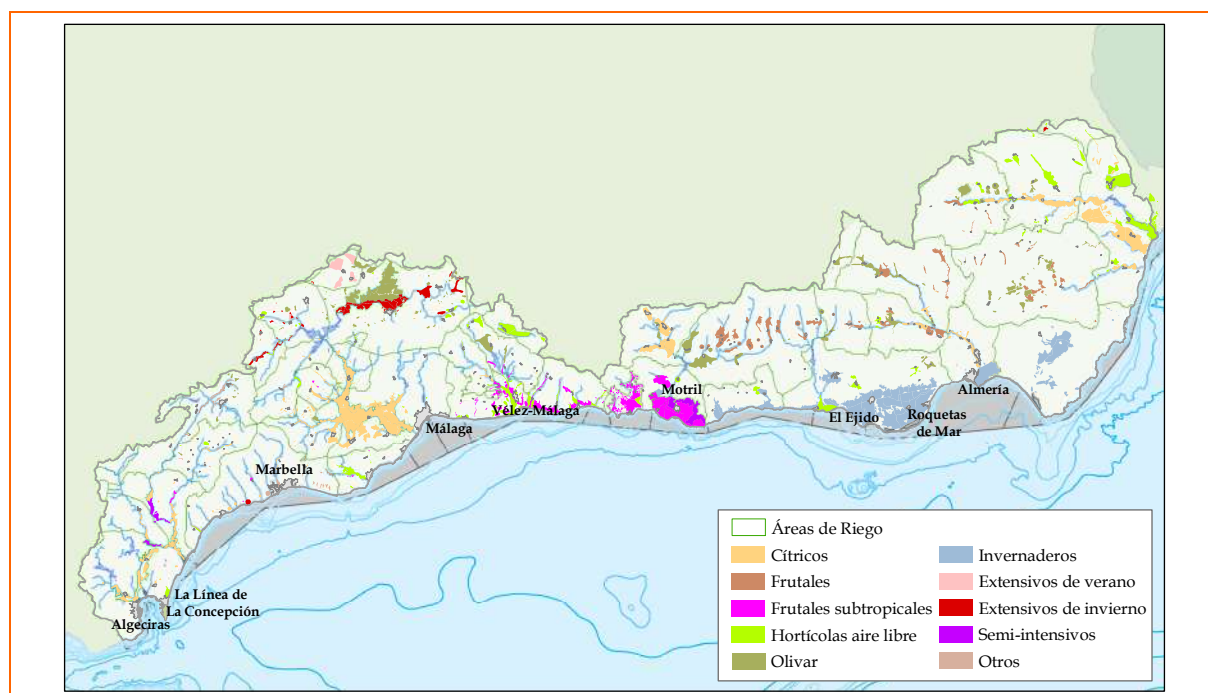 Motril
Almería
Vélez-Málaga
El Ejido
Roquetas
de Mar
Málaga
Marbella
La Línea de
La Concepción
Algeciras
Áreas de Riego
Cítricos
Frutales
Frutales subtropicales
Hortícolas aire libre
Olivar
Invernaderos
Extensivos de verano
Extensivos de invierno
Semi-intensivos
Otros